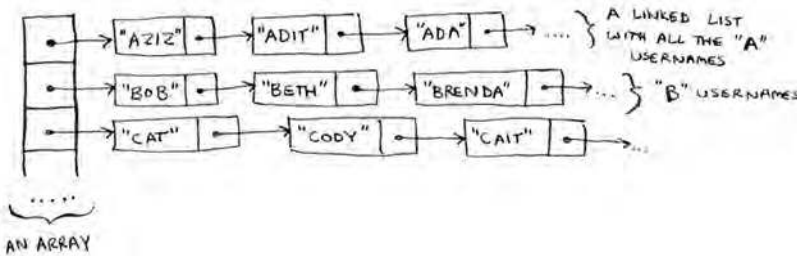 "AZIZ" "ADIT" "ADA" .... A LINKED LIST
WITH ALL THE "A"
USERNAMES
"BOB" "BETH" "BRENDA" ... "B" USERNAMES
"CAT" "CODY" "CAIT" ...
.....
AN ARRAY